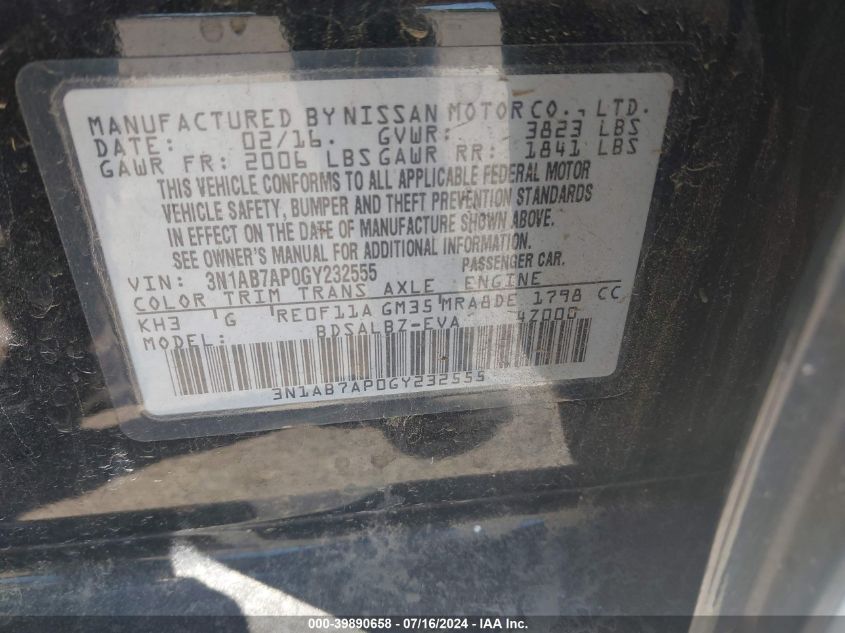 MANUFACTURED BY NISSAN MOTOR CO., LTD.
DATE: 02/16. GVWR: 3823 LBS
GAWR FR: 2006 LBS GAWR RR: 1841 LBS
THIS VEHICLE CONFORMS TO ALL APPLICABLE FEDERAL MOTOR
VEHICLE SAFETY, BUMPER AND THEFT PREVENTION STANDARDS
IN EFFECT ON THE DATE OF MANUFACTURE SHOWN ABOVE.
SEE OWNER'S MANUAL FOR ADDITIONAL INFORMATION.
VIN: 3N1AB7AP0GY232555 PASSENGER CAR.
COLOR TRIM TRANS AXLE ENGINE
KH3 G RE0F11A GM35 MRA8DE 1798 CC
MODEL: BDSALBZ-EVA 4Z000
3N1AB7AP0GY232555
000-39890658 - 07/16/2024 - IAA Inc.